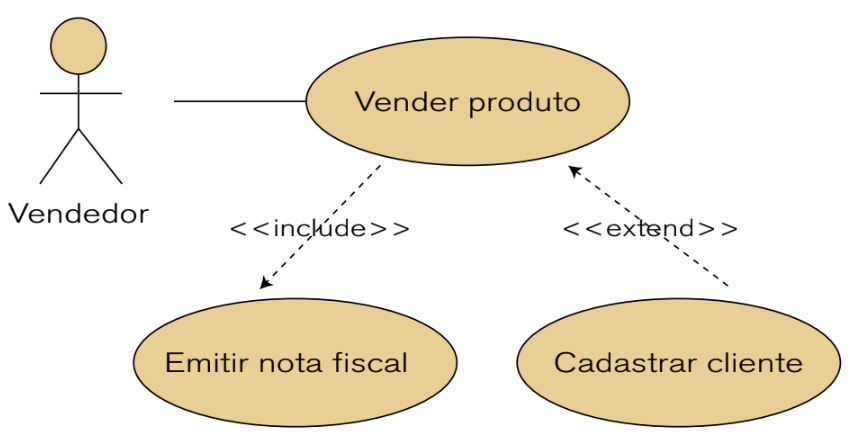 Vender produto
Vendedor
<<include>>
<<extend>>
Emitir nota fiscal
Cadastrar cliente